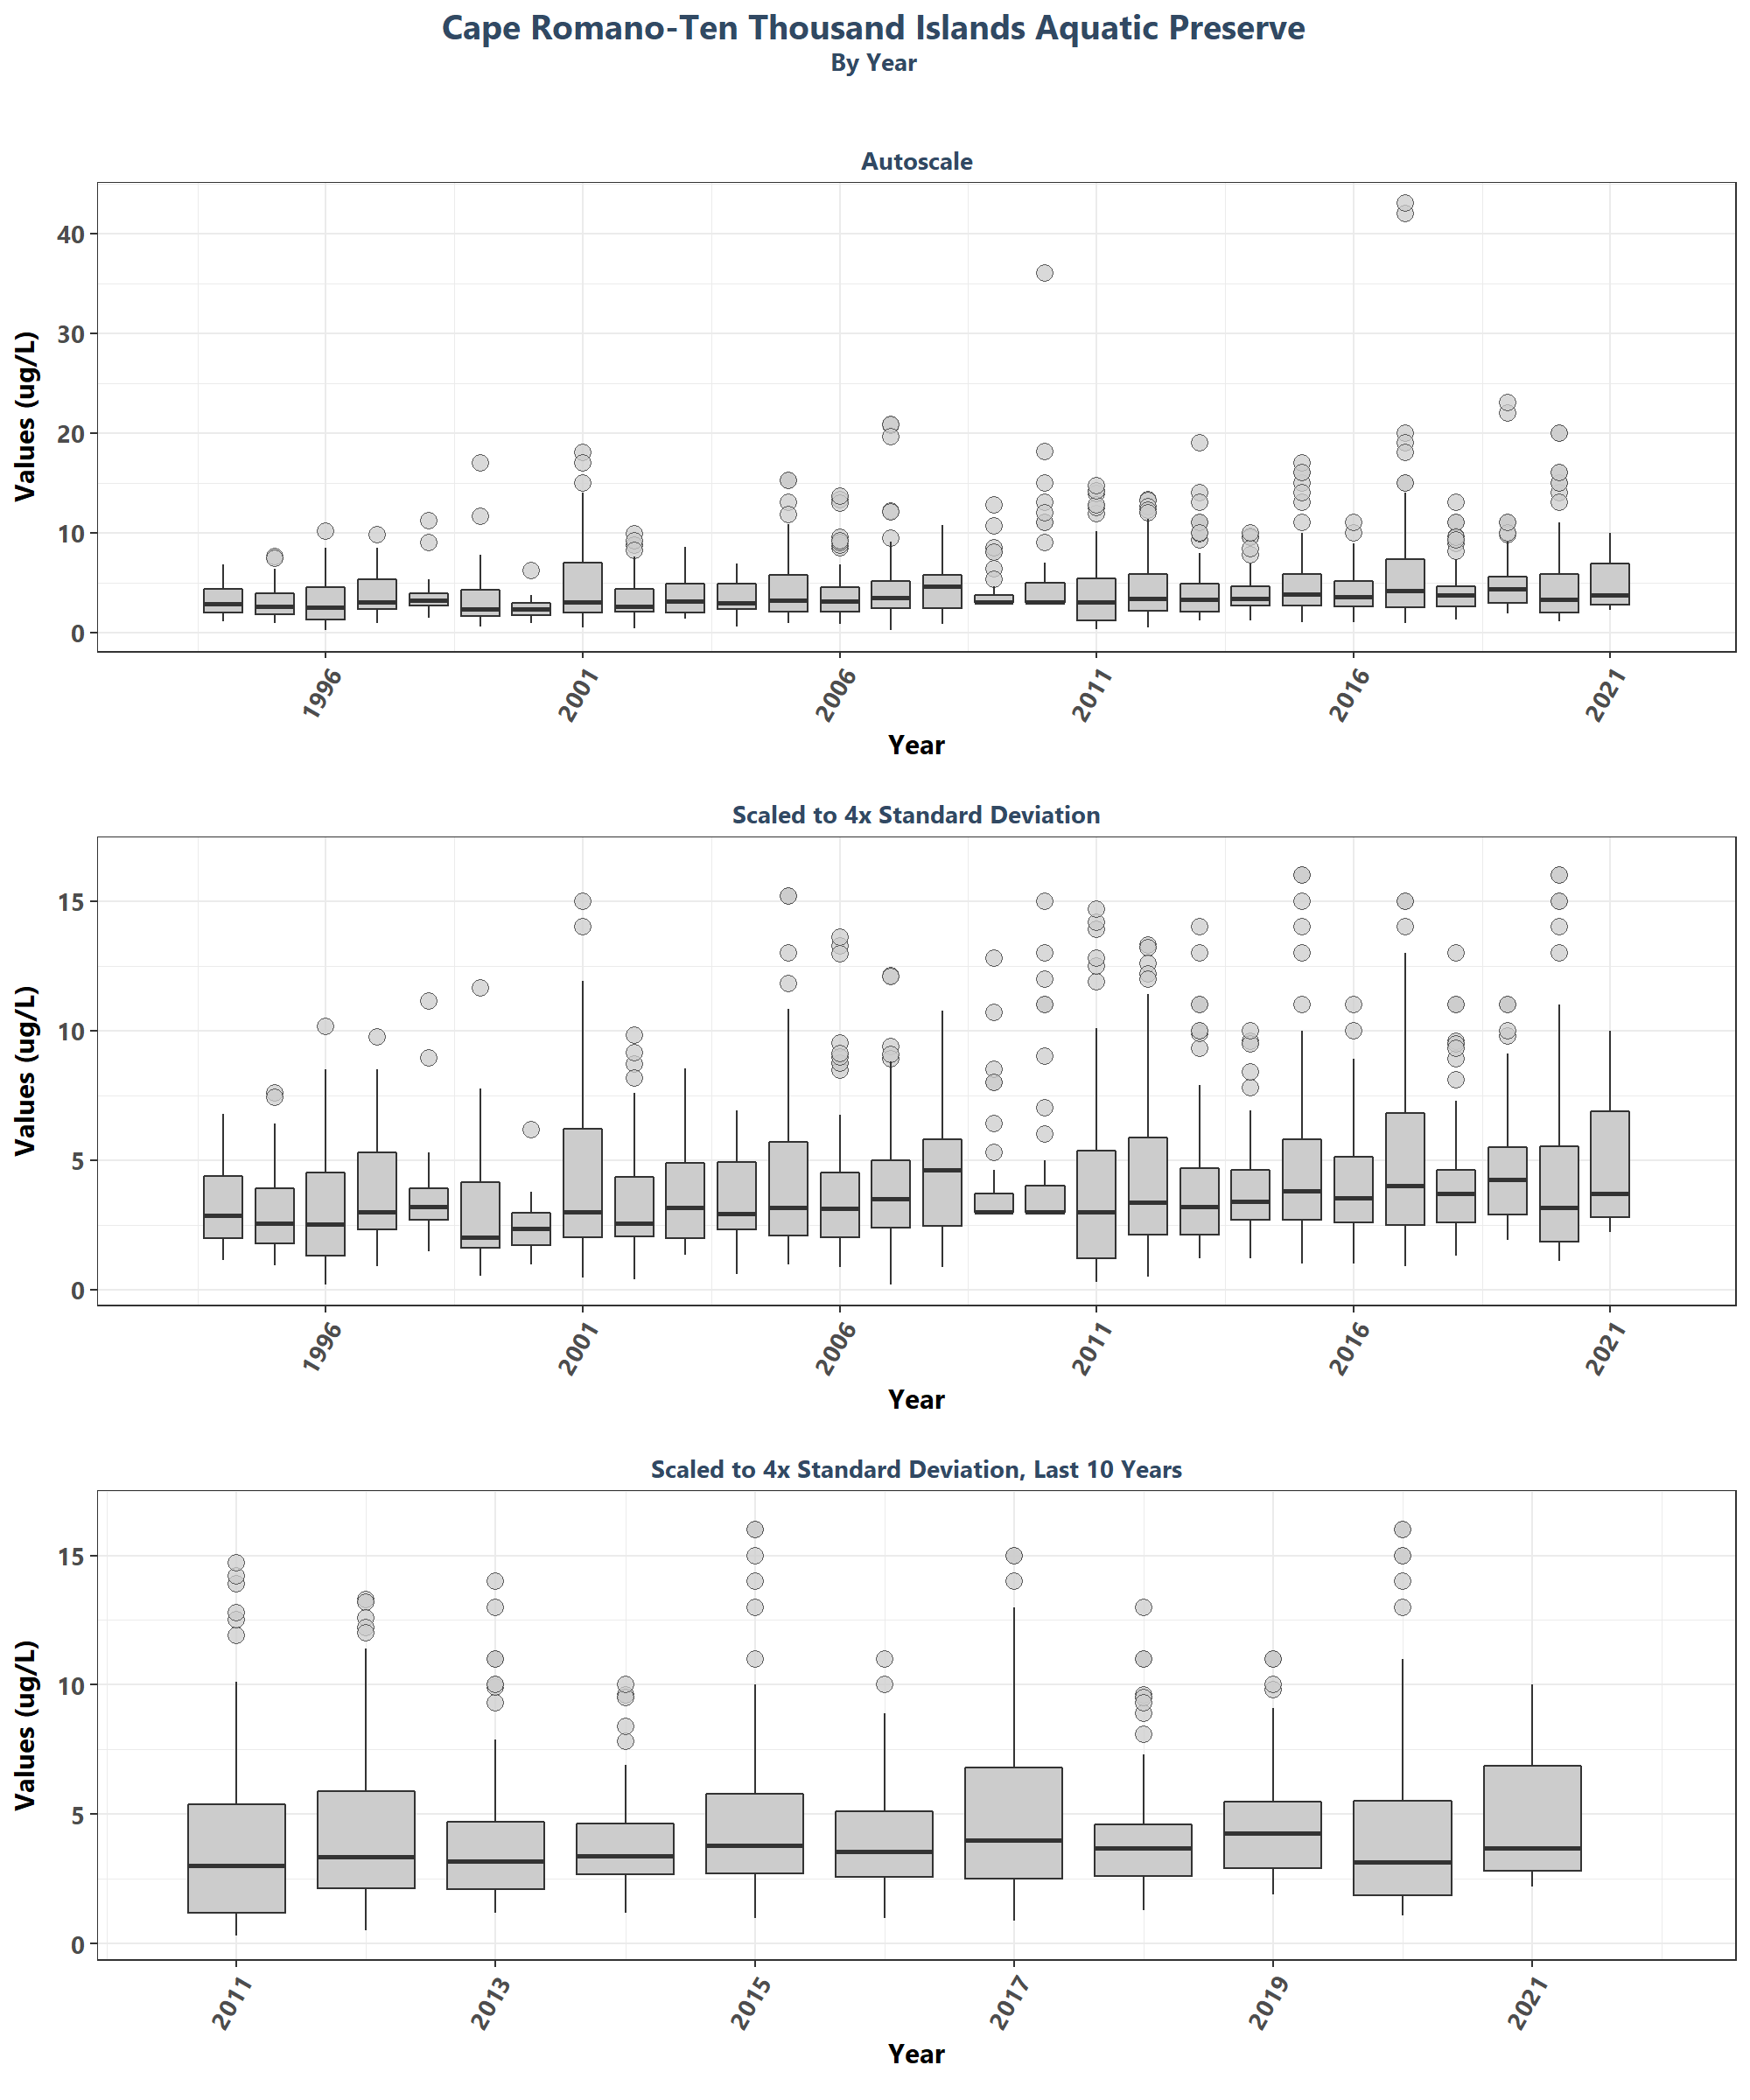 Cape Romano-Ten Thousand Islands Aquatic Preserve
By Year
Autoscale
Values (ug/L)
40
30
20
10
0
1996 2001 2006 2011 2016 2021
Year
Scaled to 4x Standard Deviation
Values (ug/L)
15
10
5
0
1996 2001 2006 2011 2016 2021
Year
Scaled to 4x Standard Deviation, Last 10 Years
Values (ug/L)
15
10
5
0
2011 2013 2015 2017 2019 2021
Year